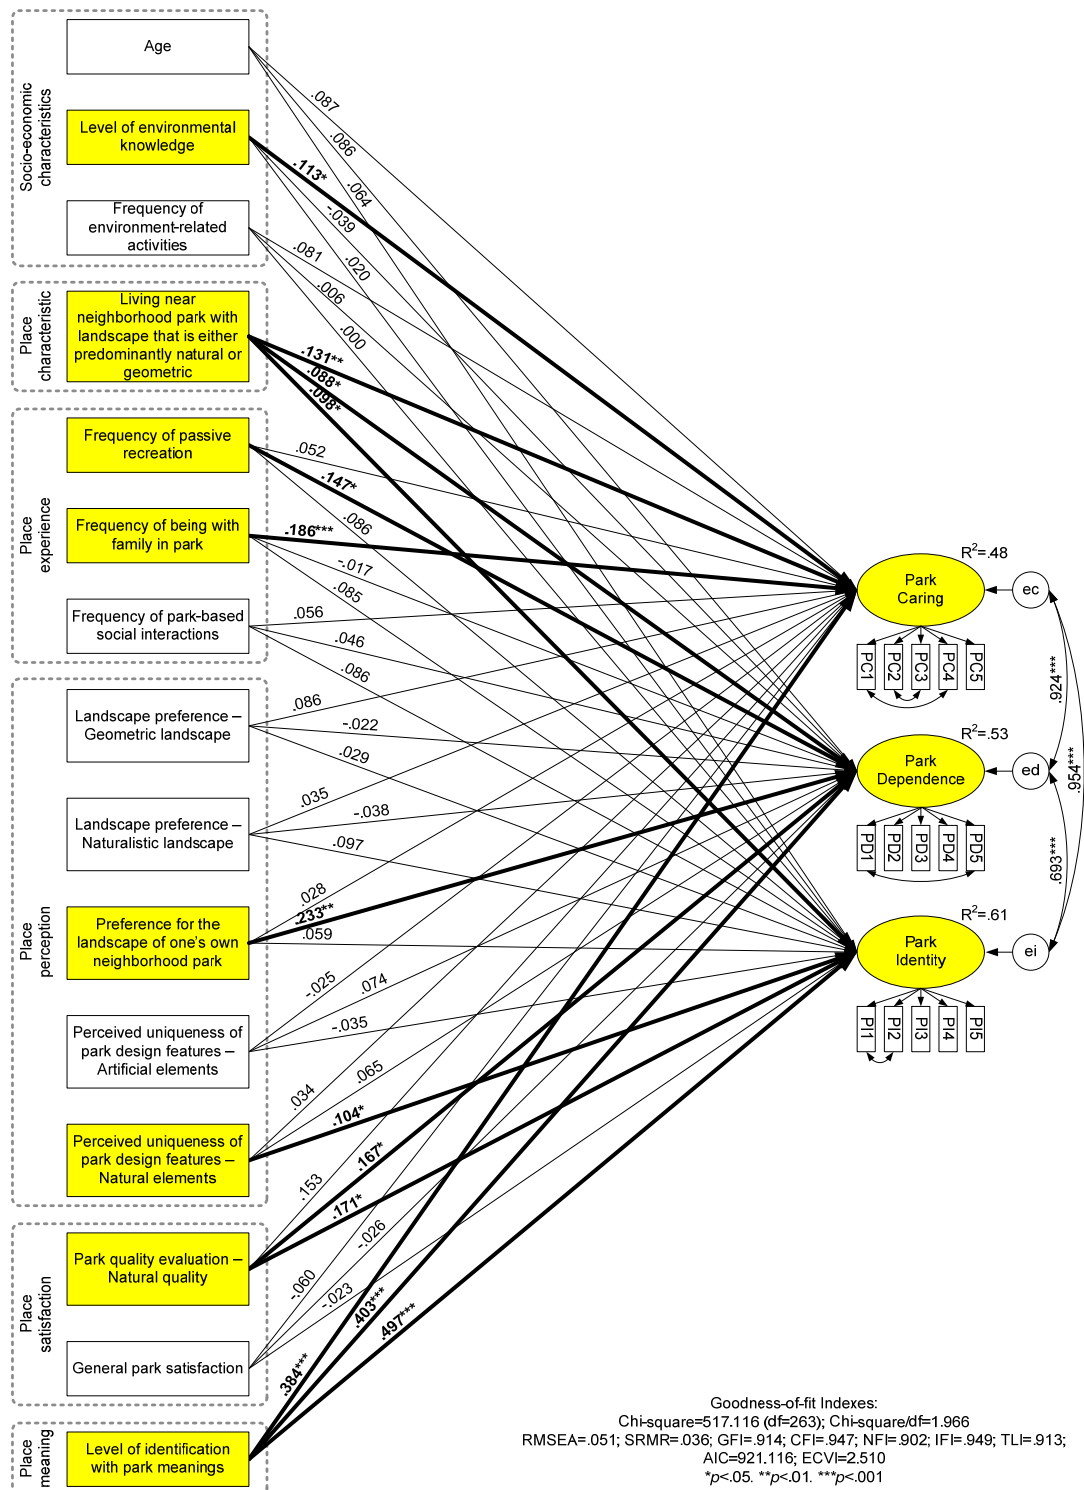 Socio-economic
characteristics
Age
Level of environmental
knowledge
Frequency of
environment-related
activities
Place
characteristic
Living near
neighborhood park with
landscape that is either
predominantly natural or
geometric
Place
experience
Frequency of passive
recreation
Frequency of being with
family in park
Frequency of park-based
social interactions
Place
perception
Landscape preference –
Geometric landscape
Landscape preference –
Naturalistic landscape
Preference for the
landscape of one's own
neighborhood park
Perceived uniqueness of
park design features –
Artificial elements
Perceived uniqueness of
park design features –
Natural elements
Place
satisfaction
Park quality evaluation –
Natural quality
General park satisfaction
Place
meaning
Level of identification
with park meanings
.087
.086
.064
.113*
-.039
.020
.081
.006
.000
.131**
.088*
.098*
.052
.147*
.086
.186***
-.017
.085
.056
.046
.086
.086
-.022
.029
.035
-.038
.097
.028
.233**
.059
-.025
.074
-.035
.034
.065
.104*
.153
.167*
.171*
-.060
-.026
-.023
.384***
.403***
.497***
R²=.48
Park
Caring
ec
PC1
PC2
PC3
PC4
PC5
R²=.53
Park
Dependence
ed
PD1
PD2
PD3
PD4
PD5
R²=.61
Park
Identity
ei
PI1
PI2
PI3
PI4
PI5
.924***
.954***
.693***
Goodness-of-fit Indexes:
Chi-square=517.116 (df=263); Chi-square/df=1.966
RMSEA=.051; SRMR=.036; GFI=.914; CFI=.947; NFI=.902; IFI=.949; TLI=.913;
AIC=921.116; ECVI=2.510
*p<.05. **p<.01. ***p<.001